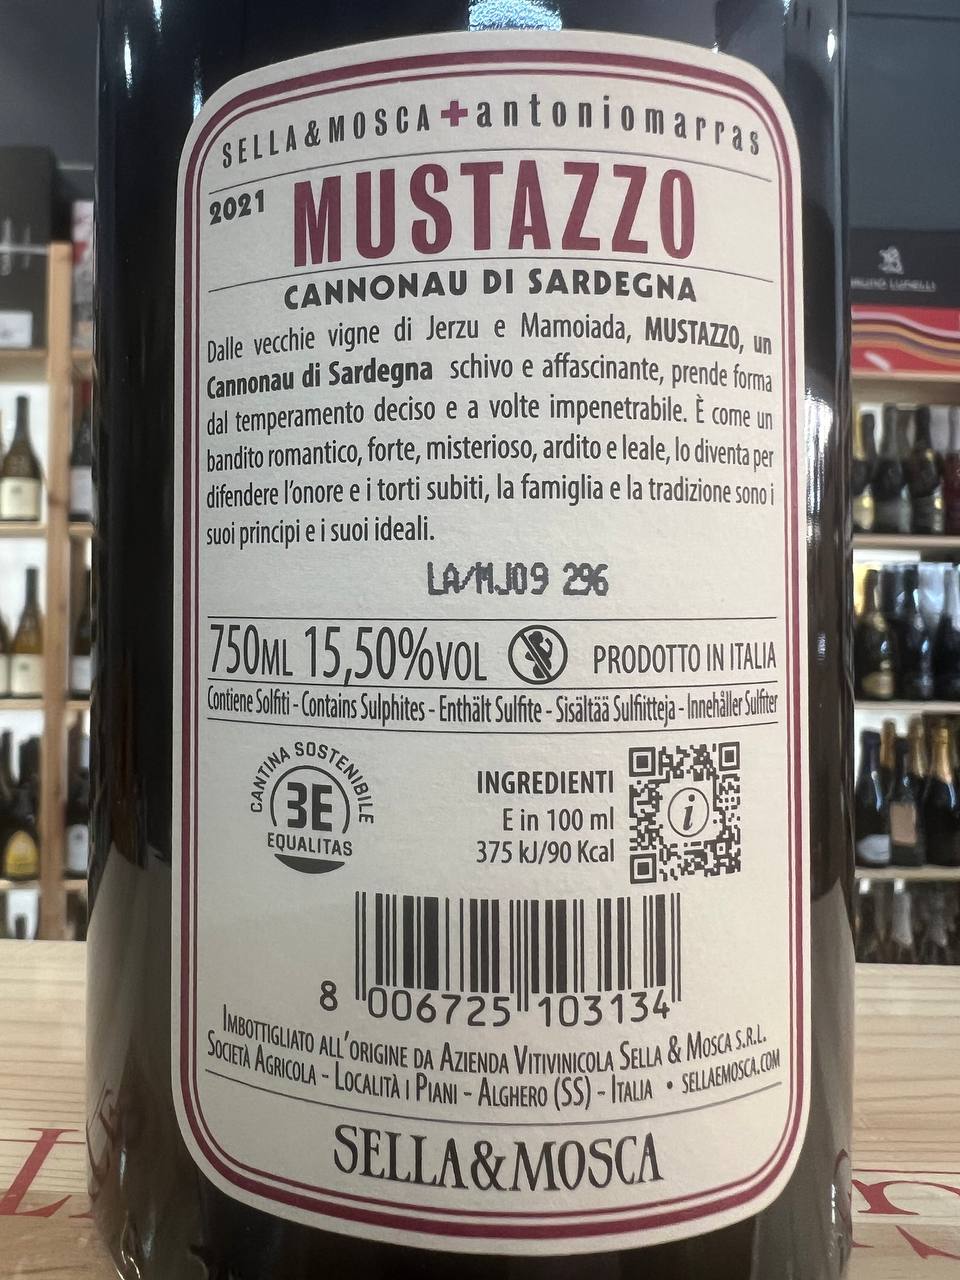 SELLA&MOSCA+antoniomarras
2021 MUSTAZZO
CANNONAU DI SARDEGNA
Dalle vecchie vigne di Jerzu e Mamoiada, MUSTAZZO, un
Cannonau di Sardegna schivo e affascinante, prende forma
dal temperamento deciso e a volte impenetrabile. È come un
bandito romantico, forte, misterioso, ardito e leale, lo diventa per
difendere l'onore e i torti subiti, la famiglia e la tradizione sono i
suoi principi e i suoi ideali.
LA/MJ09 296
750ML 15,50%VOL PRODOTTO IN ITALIA
Contiene Solfiti - Contains Sulphites - Enthält Sulfite - Sisältää Sulfiitteja - Innehåller Sulfiter
CANTINA SOSTENIBILE
3E
EQUALITAS
INGREDIENTI
E in 100 ml
375 kJ/90 Kcal
i
8 006725 103134
IMBOTTIGLIATO ALL'ORIGINE DA AZIENDA VITIVINICOLA SELLA & MOSCA S.R.L.
SOCIETÀ AGRICOLA - LOCALITÀ I PIANI - ALGHERO (SS) - ITALIA • SELLAEMOSCA.COM
SELLA&MOSCA